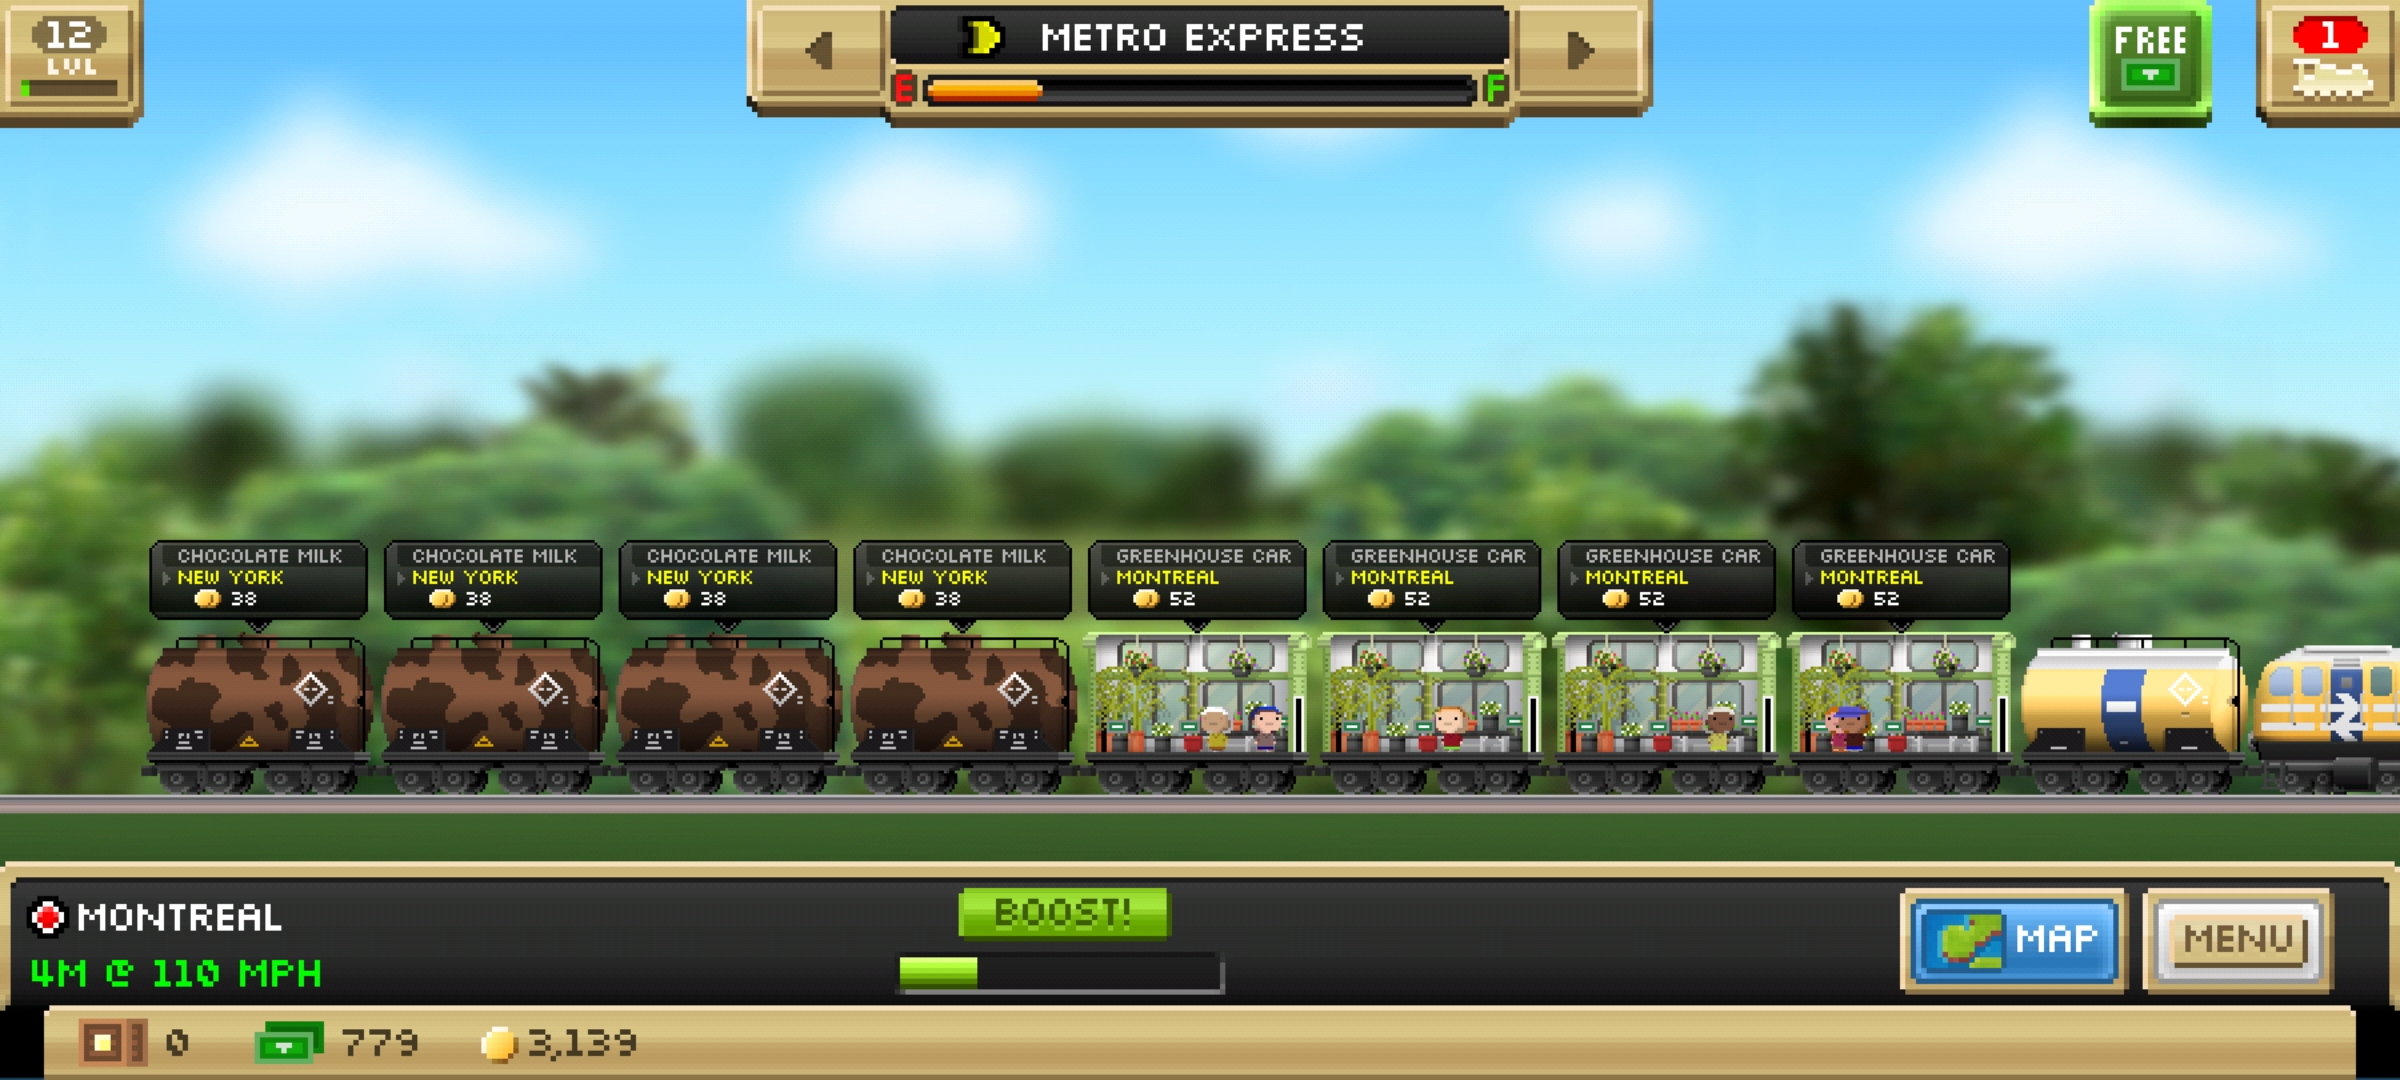 12
LVL
METRO EXPRESS
E F
FREE
1
CHOCOLATE MILK
NEW YORK
38
CHOCOLATE MILK
NEW YORK
38
CHOCOLATE MILK
NEW YORK
38
CHOCOLATE MILK
NEW YORK
38
GREENHOUSE CAR
MONTREAL
52
GREENHOUSE CAR
MONTREAL
52
GREENHOUSE CAR
MONTREAL
52
GREENHOUSE CAR
MONTREAL
52
MONTREAL
4M @ 110 MPH
BOOST!
MAP
MENU
0
779
3,139